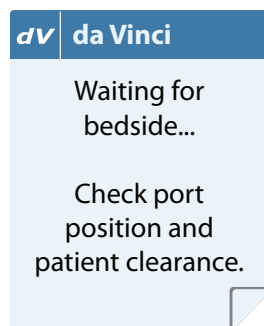 dV da Vinci
Waiting for
bedside...
Check port
position and
patient clearance.